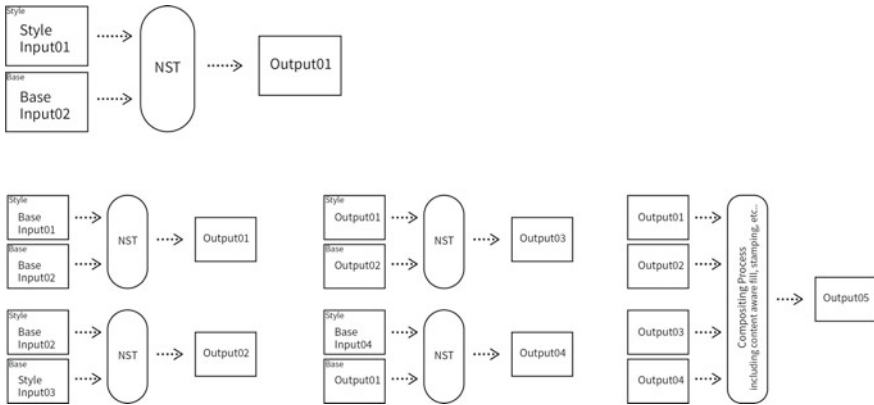 Style
Style
Input01
Base
Base
Input02
NST
Output01
Style
Base
Input01
Base
Base
Input02
NST
Output01
Style
Base
Input02
Base
Style
Input03
NST
Output02
Style
Output01
Base
Output02
NST
Output03
Style
Base
Input04
Base
Output01
NST
Output04
Output01
Output02
Output03
Output04
Compositing Process
including content aware fill, stamping, etc..
Output05